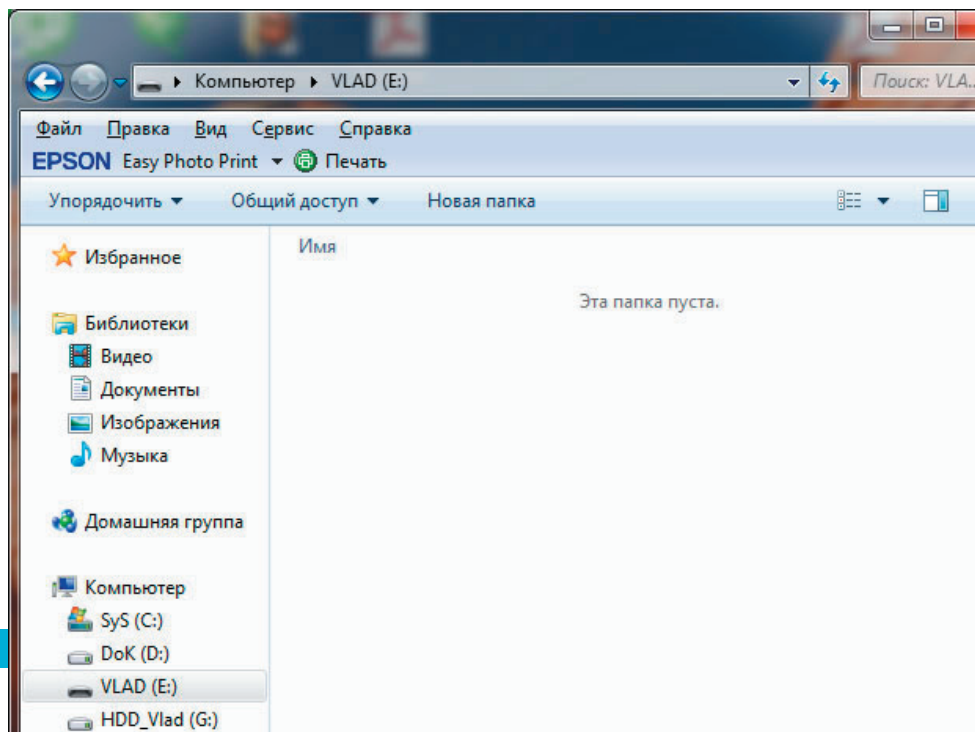 Компьютер VLAD (E:) Поиск: VLA...
Файл Правка Вид Сервис Справка
EPSON Easy Photo Print Печать
Упорядочить Общий доступ Новая папка
Имя
Эта папка пуста.
Избранное
Библиотеки
Видео
Документы
Изображения
Музыка
Домашняя группа
Компьютер
SyS (C:)
DoK (D:)
VLAD (E:)
HDD_Vlad (G:)